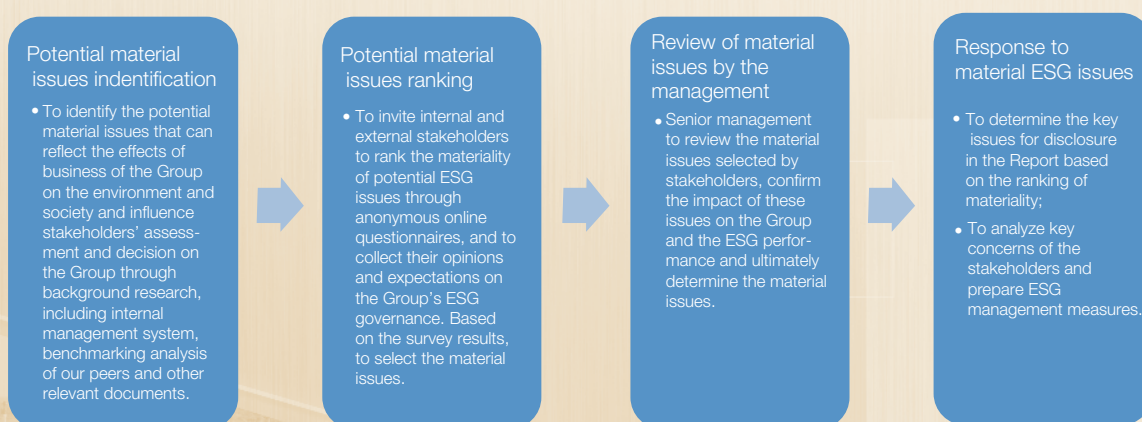 Potential material
issues indentification
• To identify the potential
material issues that can
reflect the effects of
business of the Group
on the environment and
society and influence
stakeholders' assess-
ment and decision on
the Group through
background research,
including internal
management system,
benchmarking analysis
of our peers and other
relevant documents.
Potential material
issues ranking
• To invite internal and
external stakeholders
to rank the materiality
of potential ESG
issues through
anonymous online
questionnaires, and to
collect their opinions
and expectations on
the Group's ESG
governance. Based
on the survey results,
to select the material
issues.
Review of material
issues by the
management
• Senior management
to review the material
issues selected by
stakeholders, confirm
the impact of these
issues on the Group
and the ESG perfor-
mance and ultimately
determine the material
issues.
Response to
material ESG issues
• To determine the key
issues for disclosure
in the Report based
on the ranking of
materiality;
• To analyze key
concerns of the
stakeholders and
prepare ESG
management measures.